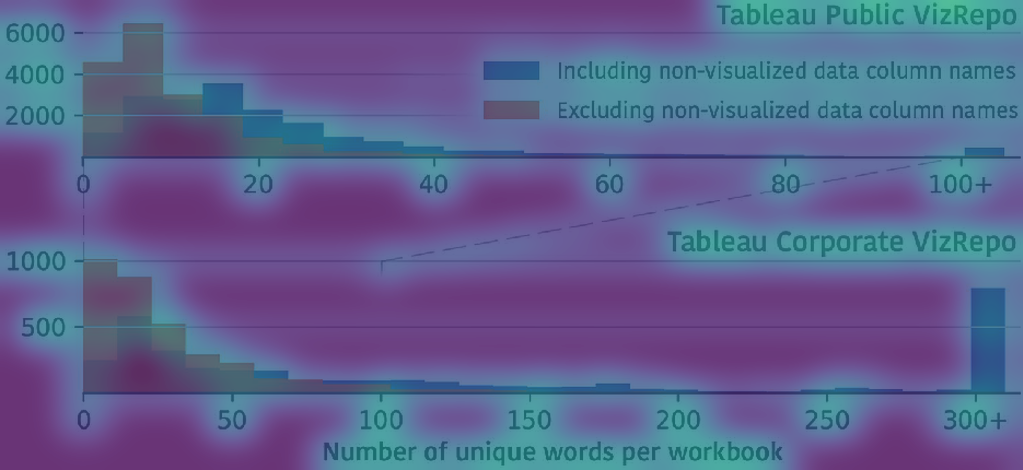 Tableau Public VizRepo
6000
4000
2000
Including non-visualized data column names
Excluding non-visualized data column names
0 20 40 60 80 100+
Tableau Corporate VizRepo
1000
500
0 50 100 150 200 250 300+
Number of unique words per workbook